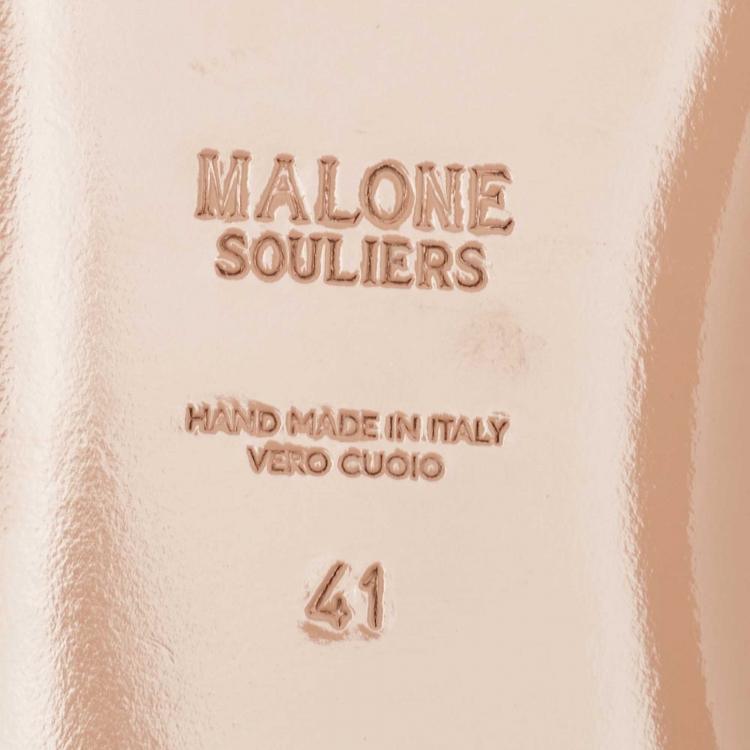 MALONE
SOULIERS
HAND MADE IN ITALY
VERO CUOIO
41